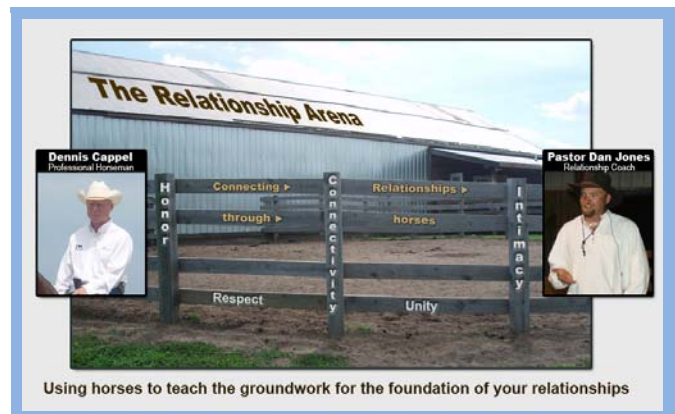 The Relationship Arena
Dennis Cappel
Professional Horseman
Pastor Dan Jones
Relationship Coach
Honor
Connecting ▸
through ▸
Respect
Connectivity
Relationships ▸
horses
Unity
Intimacy
Using horses to teach the groundwork for the foundation of your relationships